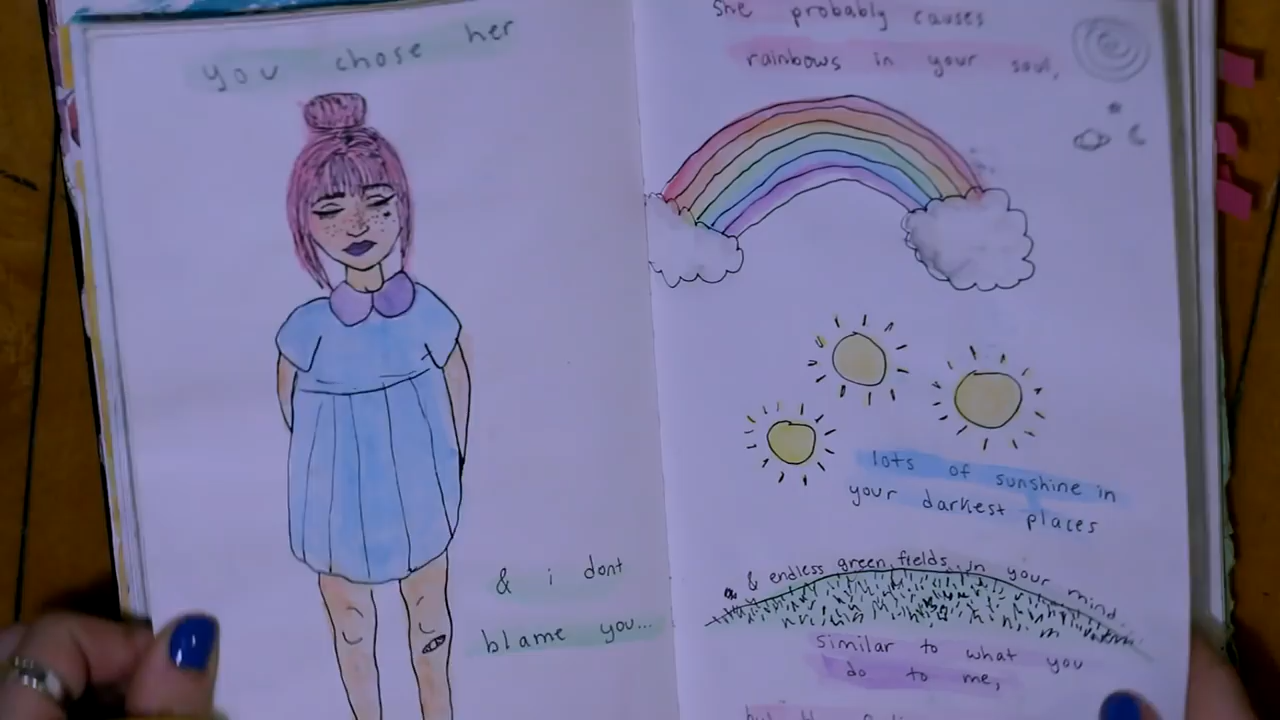 you chose her
& i dont
blame you...
She probably causes
rainbows in your soul,
lots of sunshine in
your darkest places
& endless green fields in your mind
similar to what you
do to me,